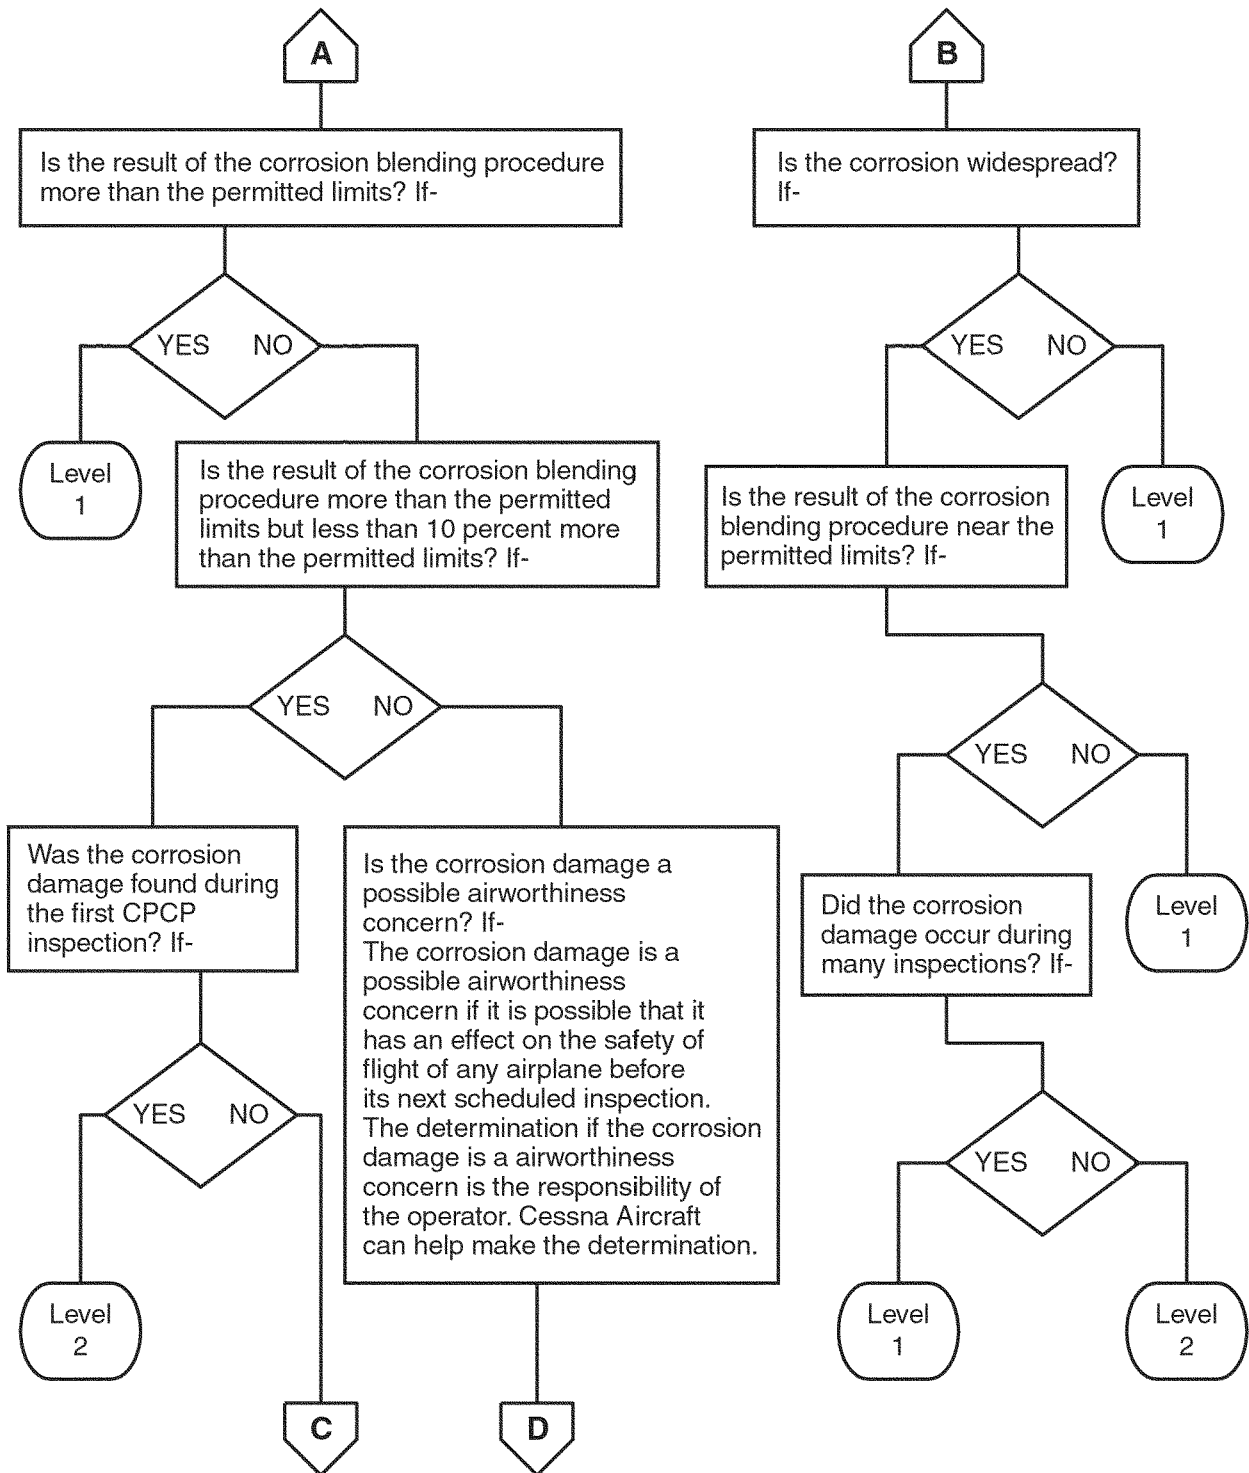 A
Is the result of the corrosion blending procedure
more than the permitted limits? If-
YES NO
Level
1
Is the result of the corrosion blending
procedure more than the permitted
limits but less than 10 percent more
than the permitted limits? If-
YES NO
Was the corrosion
damage found during
the first CPCP
inspection? If-
YES NO
Level
2
C
Is the corrosion damage a
possible airworthiness
concern? If-
The corrosion damage is a
possible airworthiness
concern if it is possible that it
has an effect on the safety of
flight of any airplane before
its next scheduled inspection.
The determination if the corrosion
damage is a airworthiness
concern is the responsibility of
the operator. Cessna Aircraft
can help make the determination.
D
B
Is the corrosion widespread?
If-
YES NO
Level
1
Is the result of the corrosion
blending procedure near the
permitted limits? If-
YES NO
Level
1
Did the corrosion
damage occur during
many inspections? If-
YES NO
Level
1
Level
2